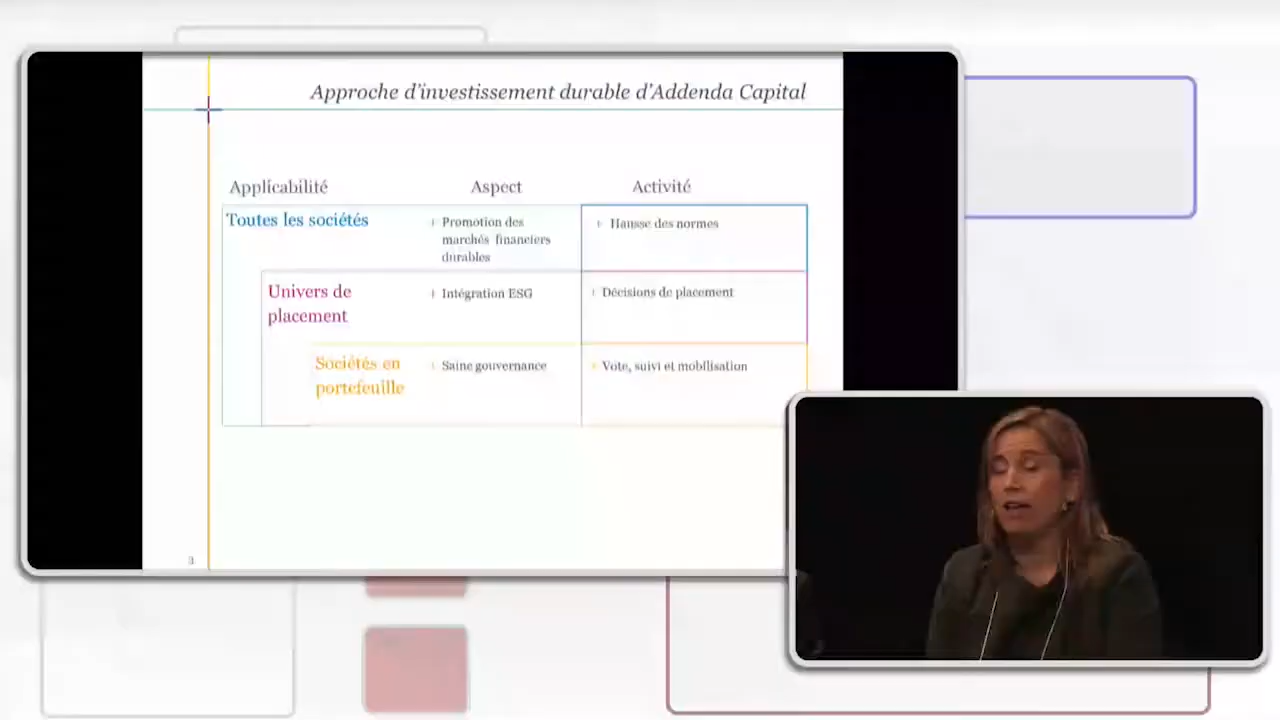 Approche d'investissement durable d'Addenda Capital
Applicabilité Aspect Activité
Toutes les sociétés
Promotion des
marchés financiers
durables
Hausse des normes
Univers de
placement
Intégration ESG
Décisions de placement
Sociétés en
portefeuille
Saine gouvernance
Vote, suivi et mobilisation
3